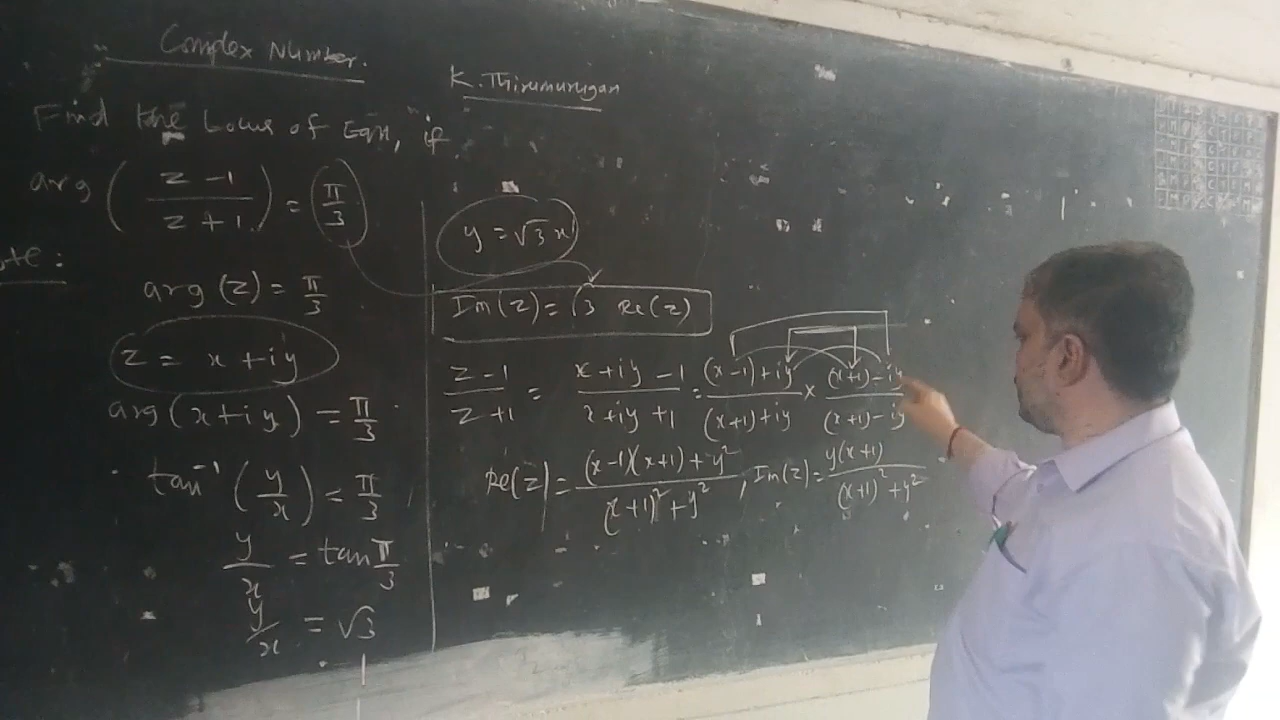 Complex Number.
K. Thirumurugan
Find the Locus of Eqn, if
arg ( z-1 / z+1 ) = π/3
te:
arg (z) = π/3
z = x + iy
arg (x + iy) = π/3
tan⁻¹ (y/x) = π/3
y/x = tan π/3
y/x = √3
y = √3 x
Im(z) = √3 Re(z)
z-1 / z+1 = x+iy-1 / x+iy+1 = (x-1)+iy / (x+1)+iy × (x+1)-iy / (x+1)-iy
Re(z) = (x-1)(x+1)+y² / (x+1)²+y² , Im(z) = y(x+1) / (x+1)²+y²